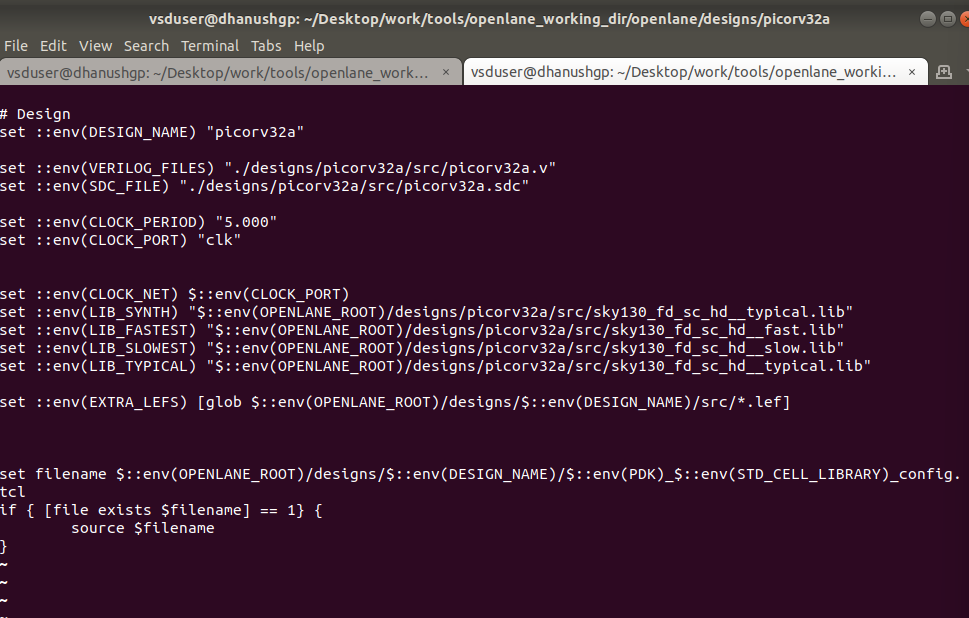 vsduser@dhanushgp: ~/Desktop/work/tools/openlane_working_dir/openlane/designs/picorv32a
File Edit View Search Terminal Tabs Help
vsduser@dhanushgp: ~/Desktop/work/tools/openlane_work... × vsduser@dhanushgp: ~/Desktop/work/tools/openlane_worki... ×
# Design
set ::env(DESIGN_NAME) "picorv32a"
set ::env(VERILOG_FILES) "./designs/picorv32a/src/picorv32a.v"
set ::env(SDC_FILE) "./designs/picorv32a/src/picorv32a.sdc"
set ::env(CLOCK_PERIOD) "5.000"
set ::env(CLOCK_PORT) "clk"
set ::env(CLOCK_NET) $::env(CLOCK_PORT)
set ::env(LIB_SYNTH) "$::env(OPENLANE_ROOT)/designs/picorv32a/src/sky130_fd_sc_hd__typical.lib"
set ::env(LIB_FASTEST) "$::env(OPENLANE_ROOT)/designs/picorv32a/src/sky130_fd_sc_hd__fast.lib"
set ::env(LIB_SLOWEST) "$::env(OPENLANE_ROOT)/designs/picorv32a/src/sky130_fd_sc_hd__slow.lib"
set ::env(LIB_TYPICAL) "$::env(OPENLANE_ROOT)/designs/picorv32a/src/sky130_fd_sc_hd__typical.lib"
set ::env(EXTRA_LEFS) [glob $::env(OPENLANE_ROOT)/designs/$::env(DESIGN_NAME)/src/*.lef]
set filename $::env(OPENLANE_ROOT)/designs/$::env(DESIGN_NAME)/$::env(PDK)_$::env(STD_CELL_LIBRARY)_config.
tcl
if { [file exists $filename] == 1} {
        source $filename
}
~
~
~
~